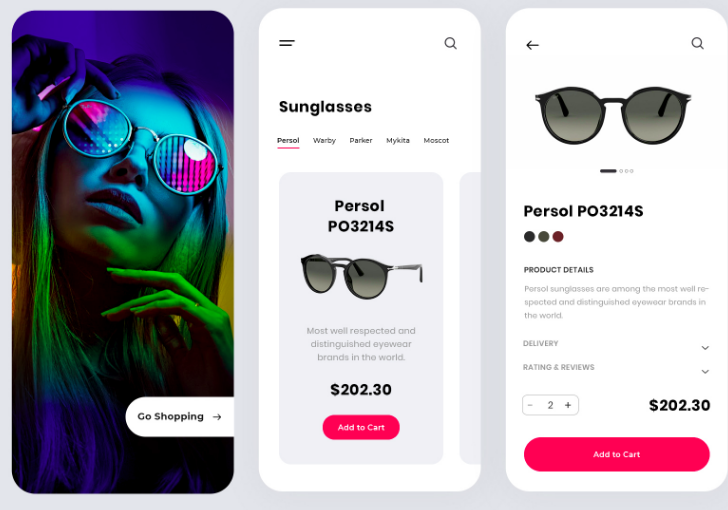 Go Shopping
Sunglasses
Persol Warby Parker Mykita Moscot
Persol
PO3214S
Most well respected and
distinguished eyewear
brands in the world.
$202.30
Add to Cart
Persol PO3214S
PRODUCT DETAILS
Persol sunglasses are among the most well re-
spected and distinguished eyewear brands in
the world.
DELIVERY
RATING & REVIEWS
- 2 +
$202.30
Add to Cart